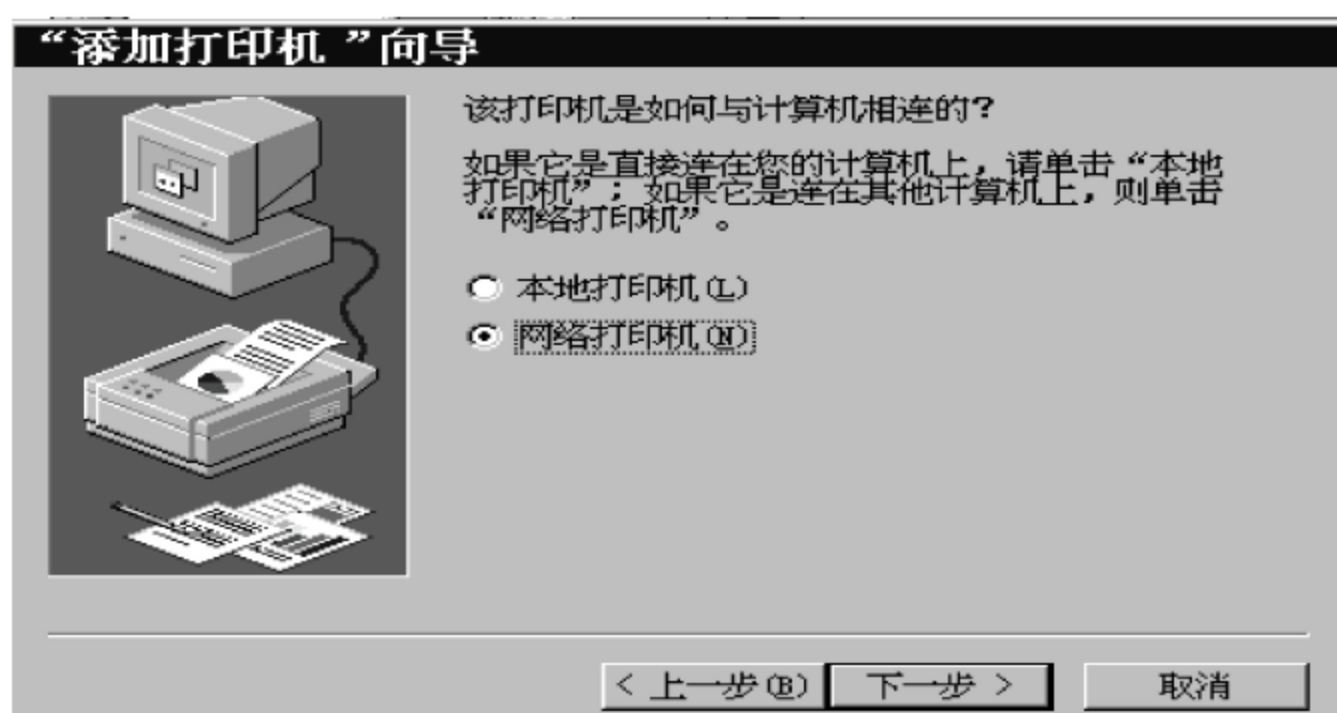 “添加打印机 ”向导
该打印机是如何与计算机相连的?
如果它是直接连在您的计算机上，请单击“本地
打印机”；如果它是连在其他计算机上，则单击
“网络打印机”。
本地打印机(L)
网络打印机(N)
< 上一步(B) 下一步 > 取消